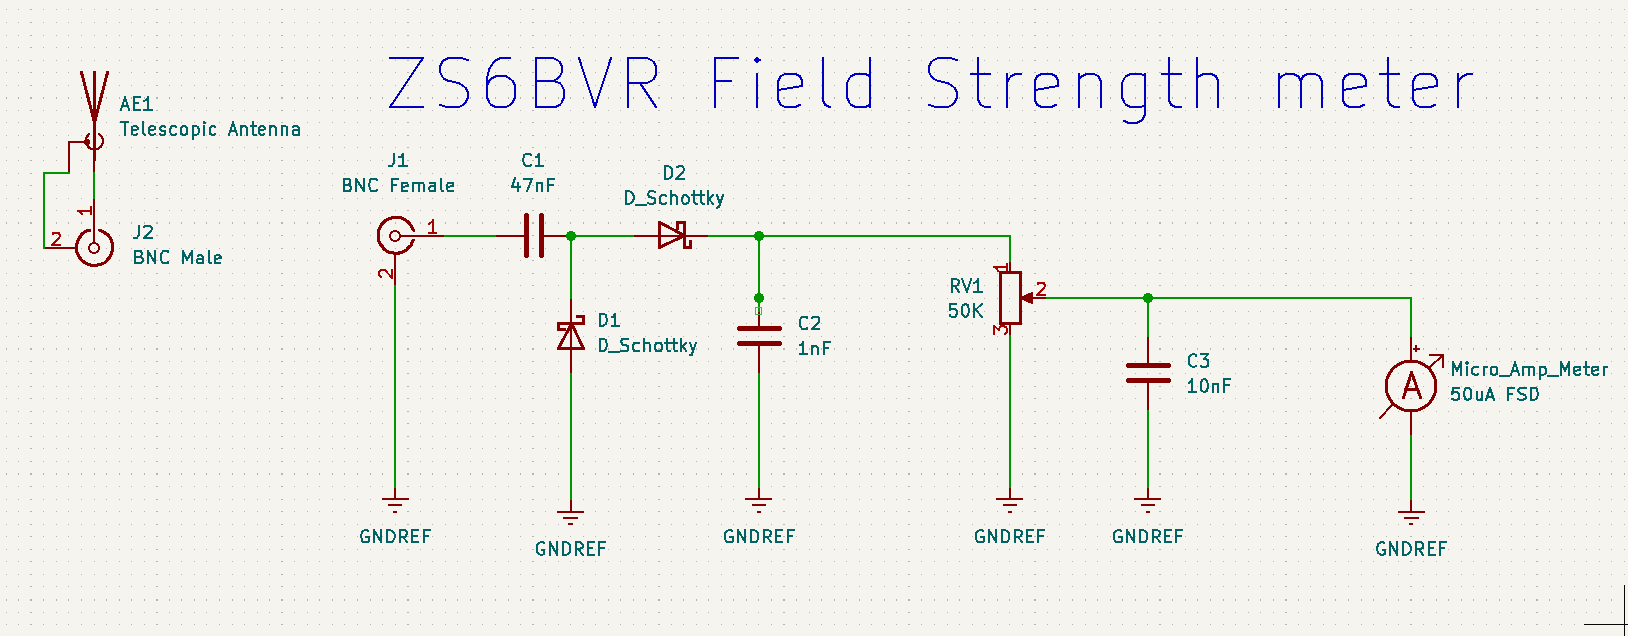 ZS6BVR Field Strength meter
AE1
Telescopic Antenna
1
2
J2
BNC Male
J1
BNC Female
1
2
C1
47nF
D2
D_Schottky
D1
D_Schottky
C2
1nF
RV1
50K
1
2
3
C3
10nF
+
A
Micro_Amp_Meter
50uA FSD
GNDREF
GNDREF
GNDREF
GNDREF
GNDREF
GNDREF